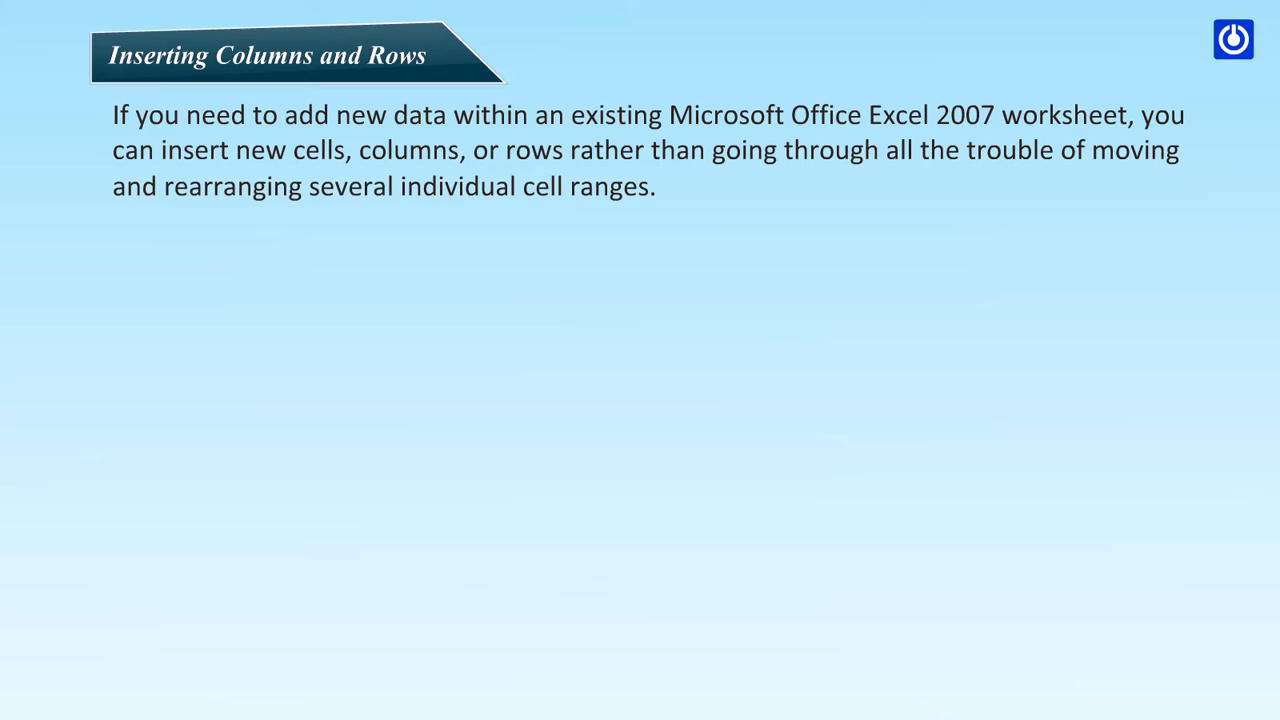 Inserting Columns and Rows
If you need to add new data within an existing Microsoft Office Excel 2007 worksheet, you
can insert new cells, columns, or rows rather than going through all the trouble of moving
and rearranging several individual cell ranges.